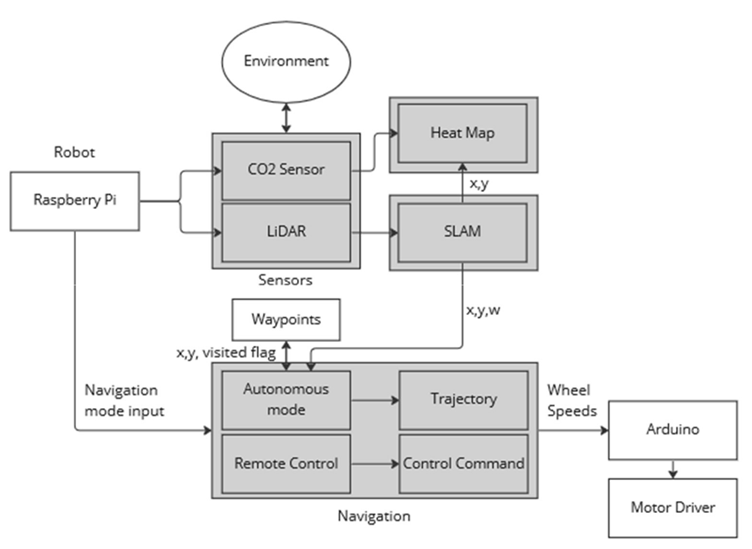 Environment
Robot
Raspberry Pi
CO2 Sensor
LiDAR
Sensors
Heat Map
x,y
SLAM
x,y,w
Waypoints
x,y, visited flag
Navigation
mode input
Autonomous
mode
Trajectory
Remote Control
Control Command
Navigation
Wheel
Speeds
Arduino
Motor Driver